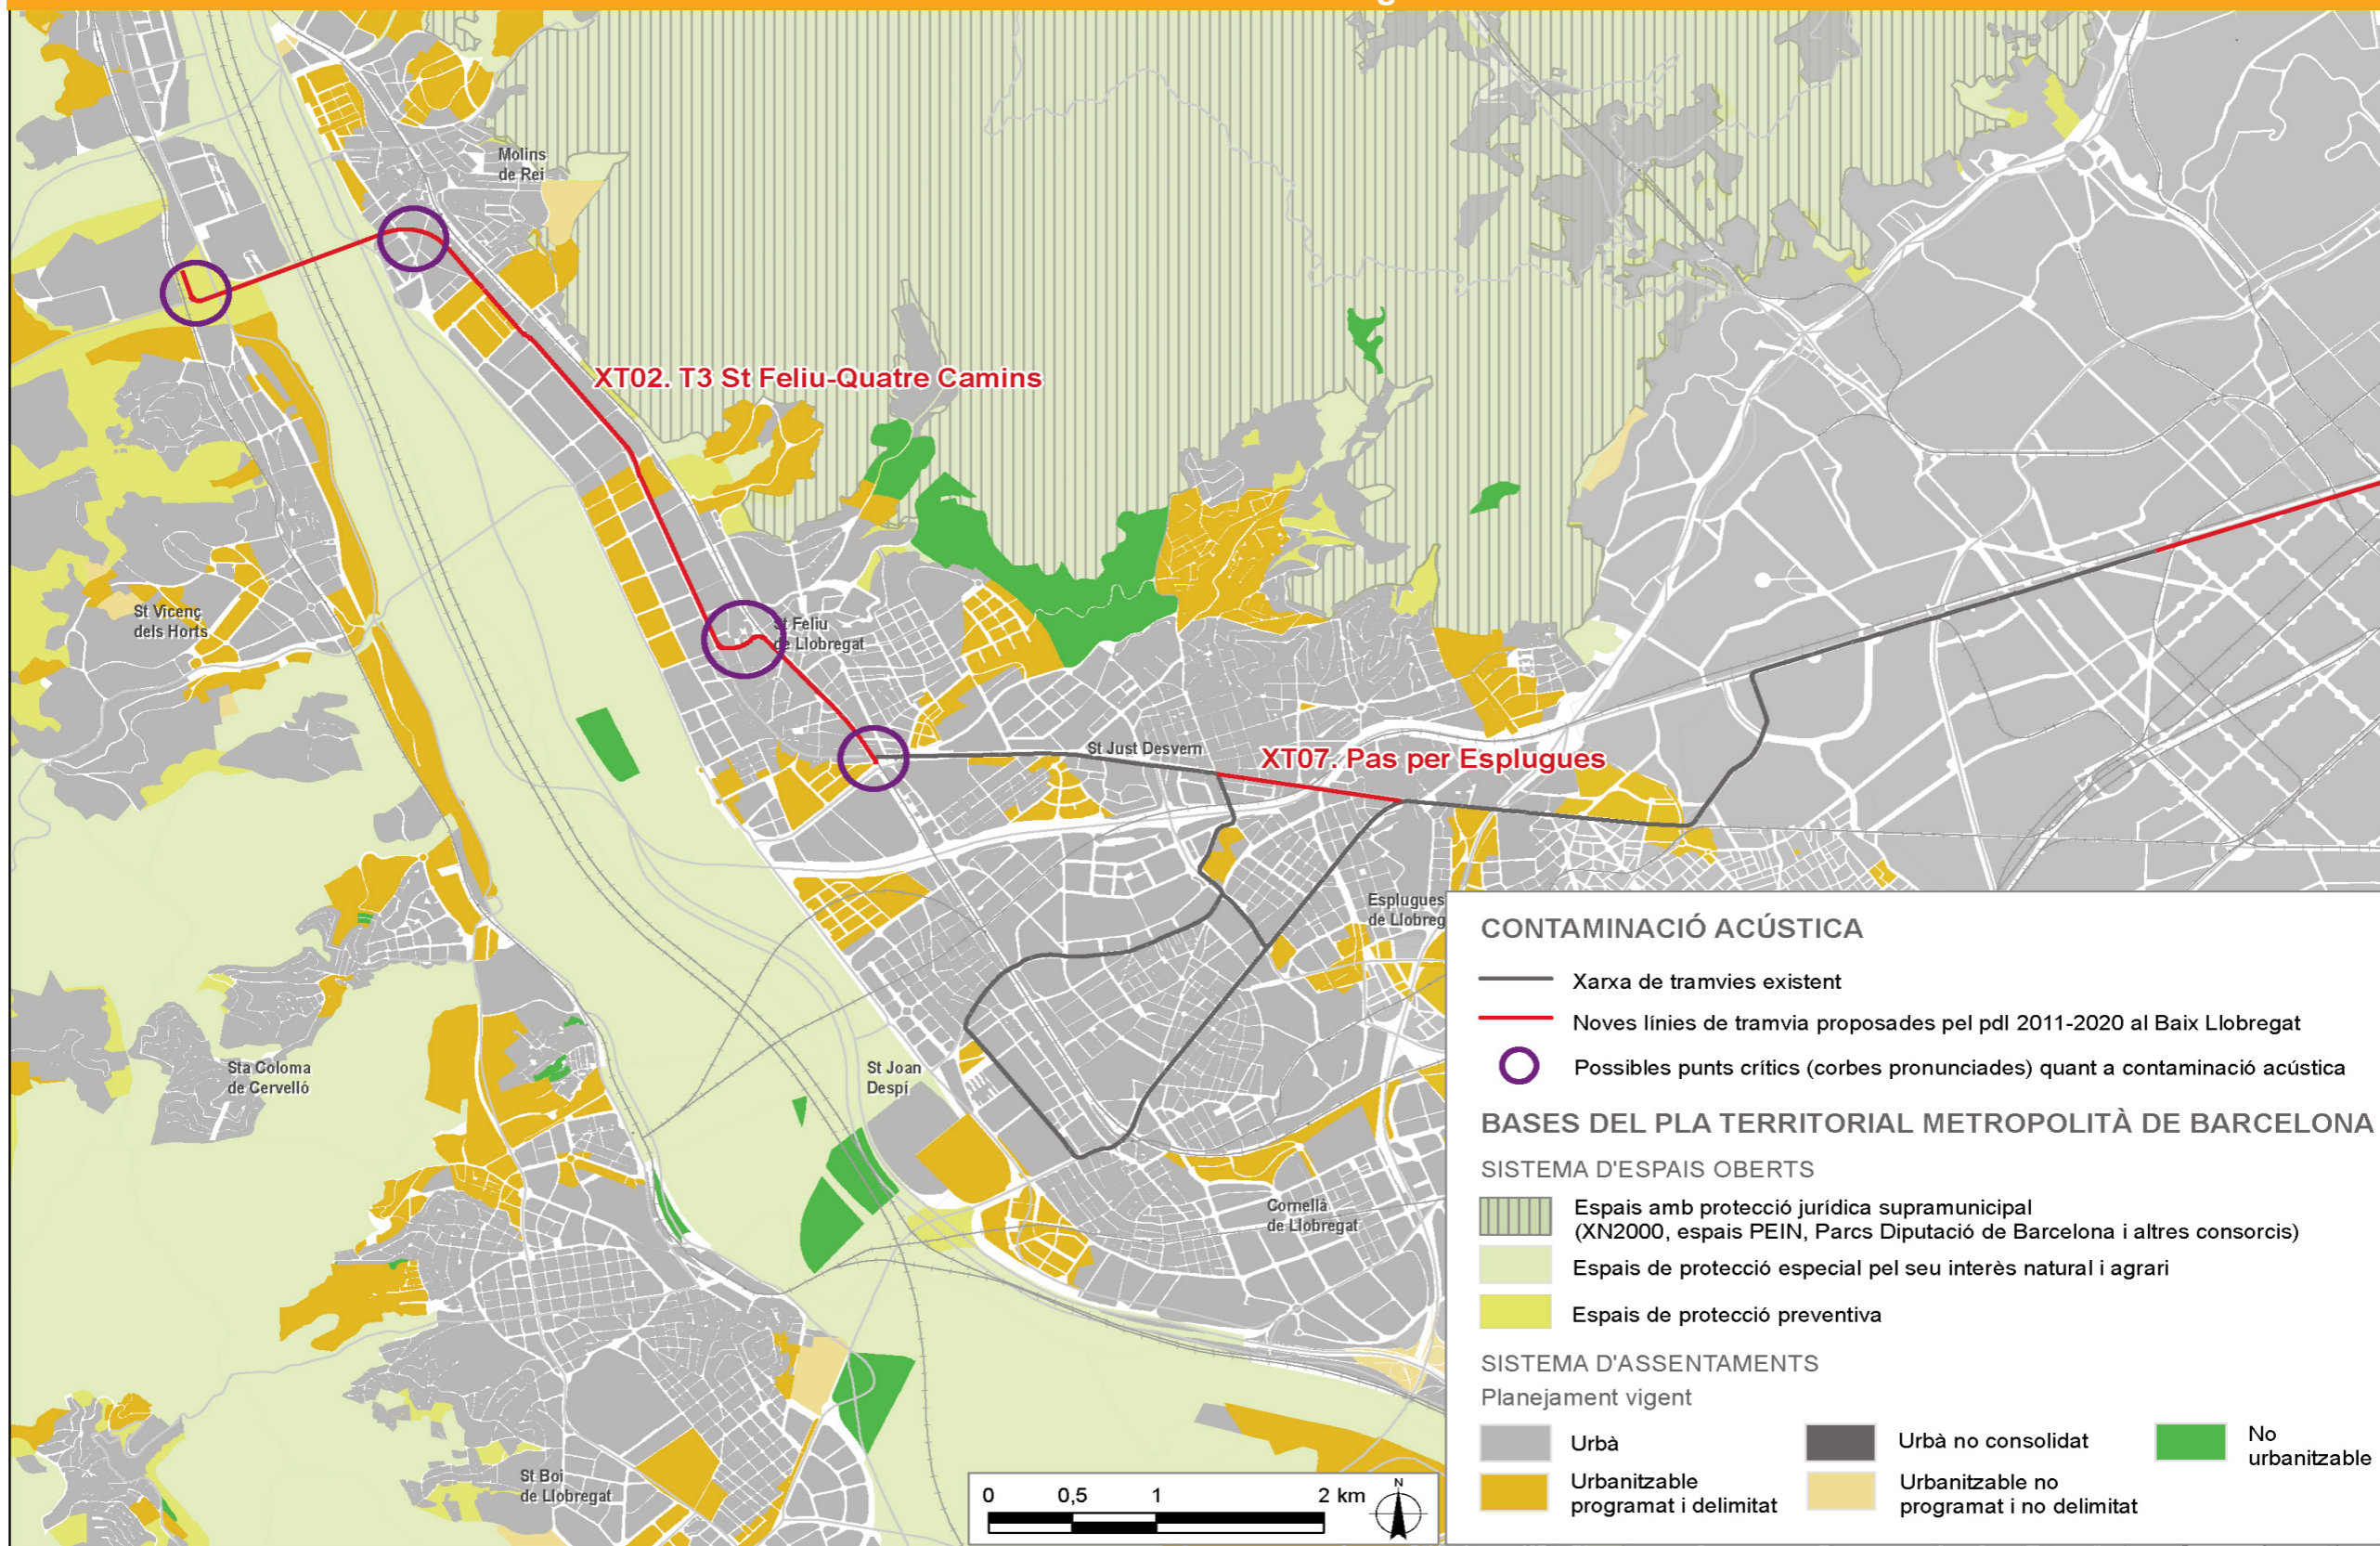 Molins
de Rei
XT02. T3 St Feliu-Quatre Camins
St Vicenç
dels Horts
St Feliu
de Llobregat
St Just Desvern
XT07. Pas per Esplugues
Esplugues
de Llobreg
Sta Coloma
de Cervelló
St Joan
Despí
Cornellà
de Llobregat
St Boi
de Llobregat
0 0,5 1 2 km
N
CONTAMINACIÓ ACÚSTICA
Xarxa de tramvies existent
Noves línies de tramvia proposades pel pdl 2011-2020 al Baix Llobregat
Possibles punts crítics (corbes pronunciades) quant a contaminació acústica
BASES DEL PLA TERRITORIAL METROPOLITÀ DE BARCELONA
SISTEMA D'ESPAIS OBERTS
Espais amb protecció jurídica supramunicipal
(XN2000, espais PEIN, Parcs Diputació de Barcelona i altres consorcis)
Espais de protecció especial pel seu interès natural i agrari
Espais de protecció preventiva
SISTEMA D'ASSENTAMENTS
Planejament vigent
Urbà
Urbà no consolidat
No
urbanitzable
Urbanitzable
programat i delimitat
Urbanitzable no
programat i no delimitat